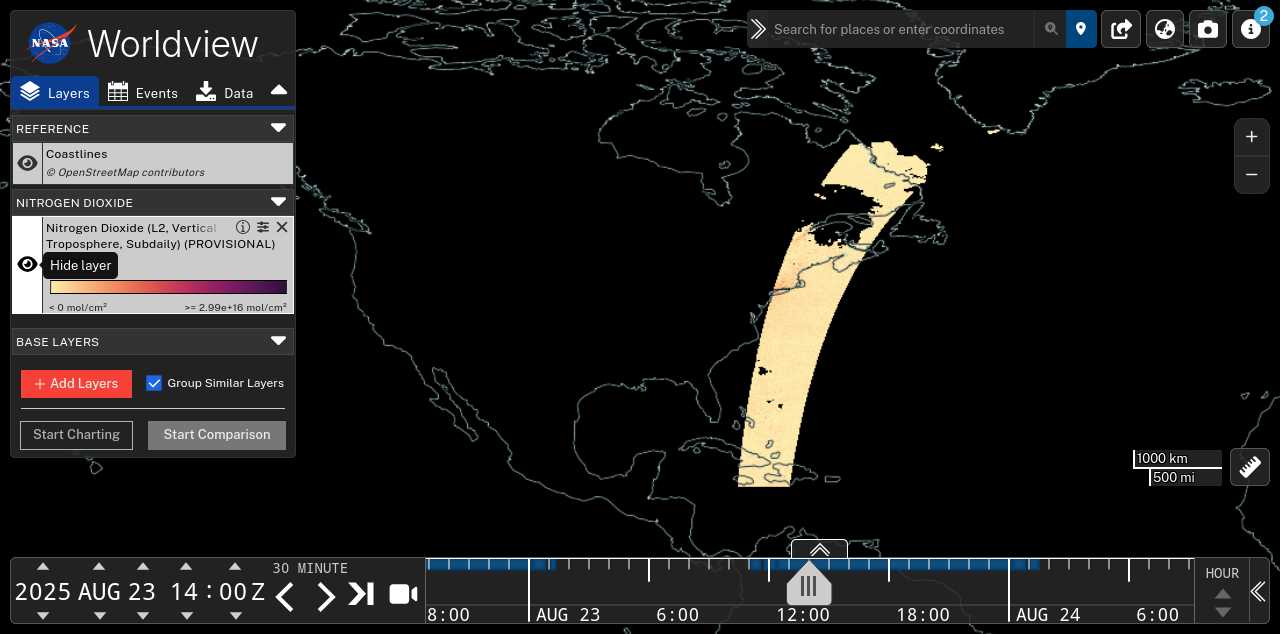 NASA
Worldview
Search for places or enter coordinates
2
Layers
Events
Data
REFERENCE
Coastlines
© OpenStreetMap contributors
NITROGEN DIOXIDE
Nitrogen Dioxide (L2, Vertical
Troposphere, Subdaily) (PROVISIONAL)
Hide layer
< 0 mol/cm²
>= 2.99e+16 mol/cm²
BASE LAYERS
+ Add Layers
Group Similar Layers
Start Charting
Start Comparison
+
−
1000 km
500 mi
2025 AUG 23 14 : 00 Z
30 MINUTE
8:00
AUG 23
6:00
12:00
18:00
AUG 24
6:00
HOUR